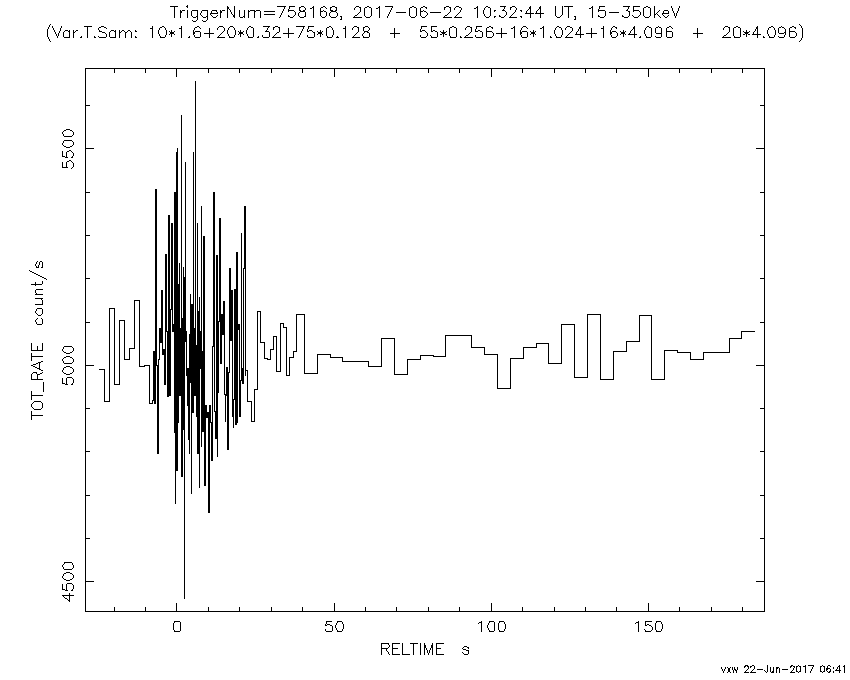 TriggerNum=758168, 2017-06-22 10:32:44 UT, 15-350keV
(Var.T.Sam: 10*1.6+20*0.32+75*0.128 + 55*0.256+16*1.024+16*4.096 + 20*4.096)
TOT_RATE count/s
5500
5000
4500
0 50 100 150
RELTIME s
vxw 22-Jun-2017 06:41